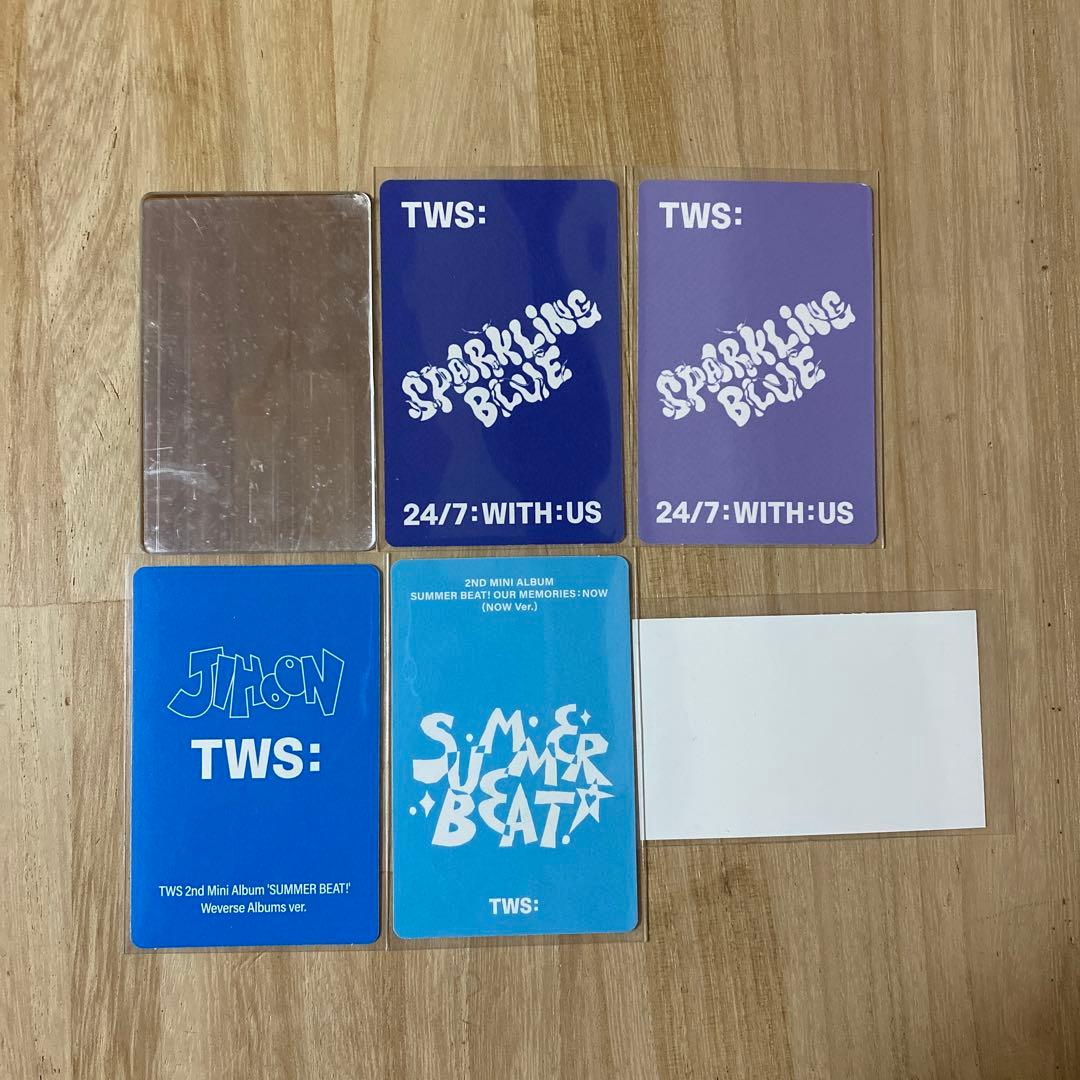 TWS:
SPARKLING
BLUE
24/7:WITH:US
TWS:
SPARKLING
BLUE
24/7:WITH:US
JIHOON
TWS:
TWS 2nd Mini Album 'SUMMER BEAT!'
Weverse Albums ver.
2ND MINI ALBUM
SUMMER BEAT! OUR MEMORIES:NOW
(NOW Ver.)
SUMMER
BEAT!
TWS: